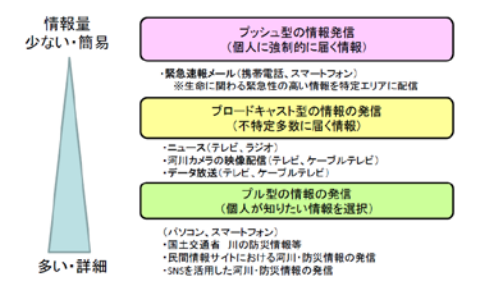 情報量
少ない・簡易
プッシュ型の情報発信
（個人に強制的に届く情報）
・緊急速報メール（携帯電話、スマートフォン）
※生命に関わる緊急性の高い情報を特定エリアに配信
ブロードキャスト型の情報の発信
（不特定多数に届く情報）
・ニュース（テレビ、ラジオ）
・河川カメラの映像配信（テレビ、ケーブルテレビ）
・データ放送（テレビ、ケーブルテレビ）
プル型の情報の発信
（個人が知りたい情報を選択）
（パソコン、スマートフォン）
・国土交通省　川の防災情報等
・民間情報サイトにおける河川・防災情報の発信
・SNSを活用した河川・防災情報の発信
多い・詳細